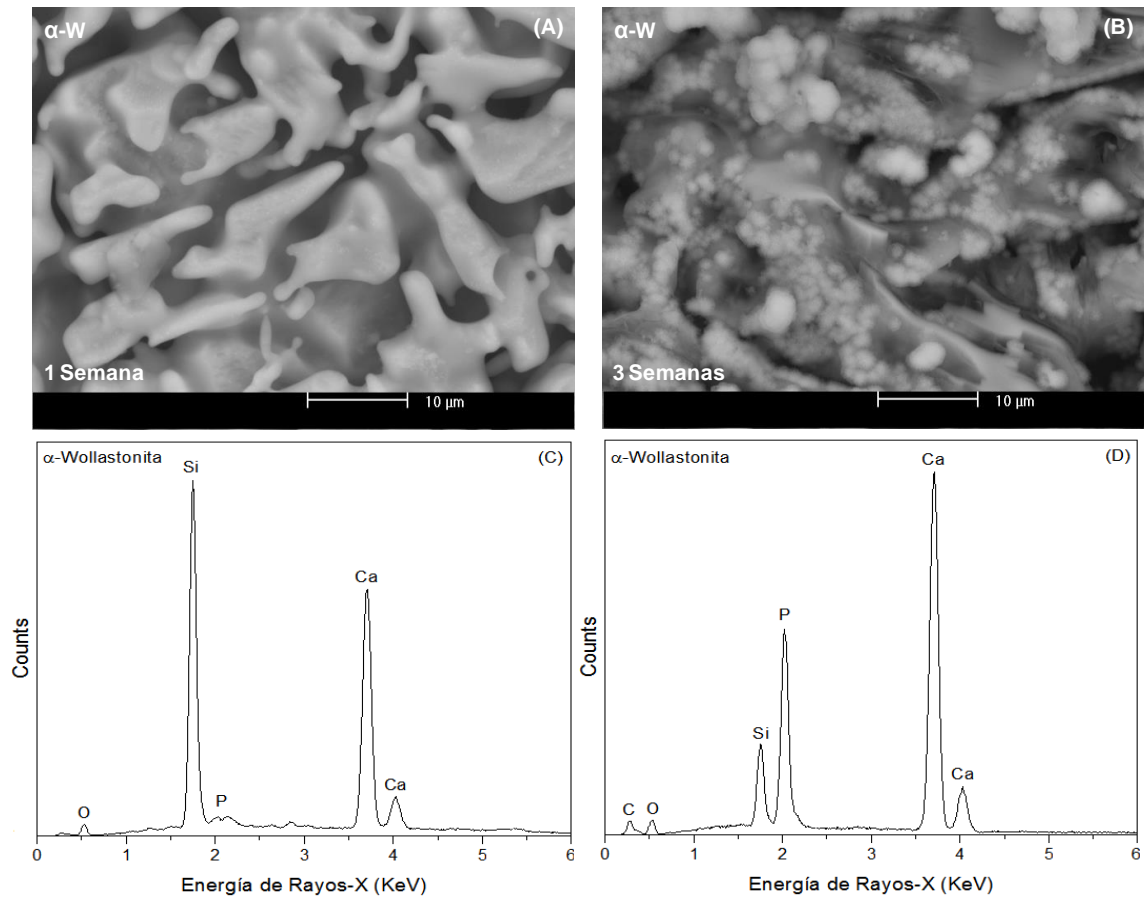 α-W
(A)
1 Semana
10 µm
α-W
(B)
3 Semanas
10 µm
α-Wollastonita
(C)
Si
Ca
Ca
P
O
Counts
0 1 2 3 4 5 6
Energía de Rayos-X (KeV)
α-Wollastonita
(D)
Ca
P
Si
Ca
C
O
Counts
0 1 2 3 4 5 6
Energía de Rayos-X (KeV)